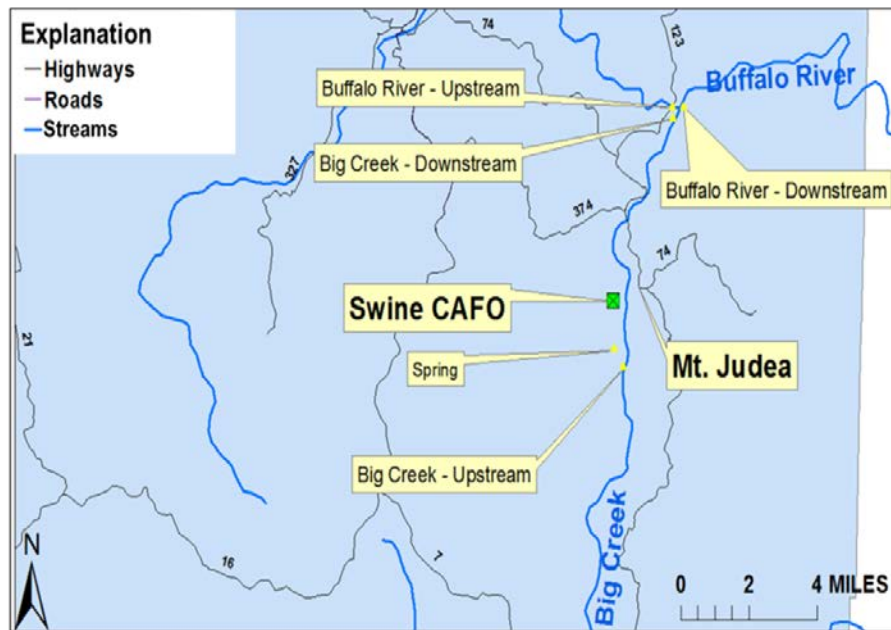 Explanation
Highways
Roads
Streams
74
123
Buffalo River
Buffalo River - Upstream
Big Creek - Downstream
Buffalo River - Downstream
327
374
74
Swine CAFO
Spring
Mt. Judea
21
Big Creek - Upstream
Big Creek
N
16
7
0 2 4 MILES